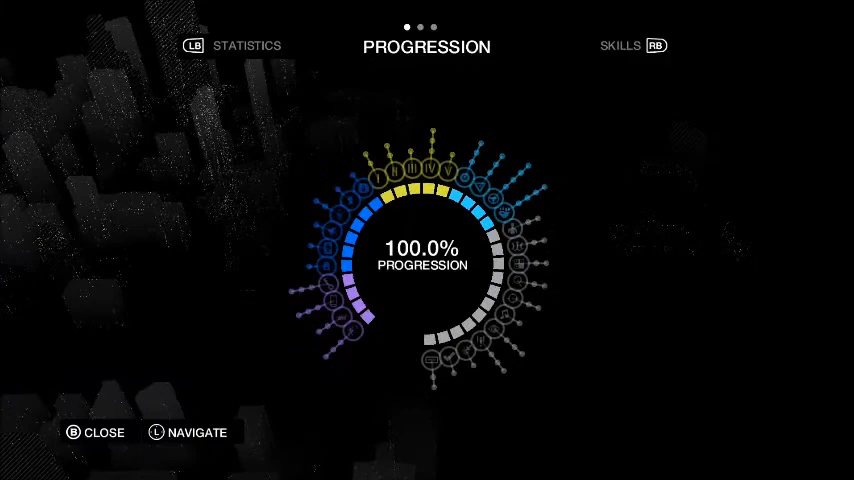 LB STATISTICS
PROGRESSION
SKILLS RB
I II III IV V
100.0%
PROGRESSION
B CLOSE
L NAVIGATE